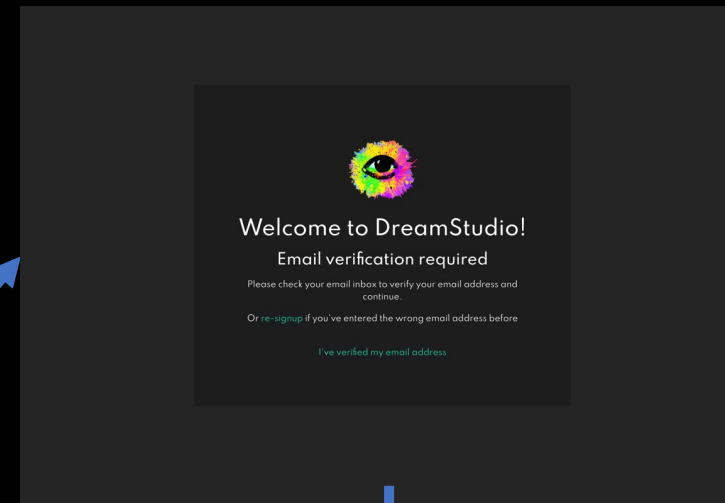 Welcome to DreamStudio!
Email verification required
Please check your email inbox to verify your email address and
continue.
Or re-signup if you've entered the wrong email address before
I've verified my email address